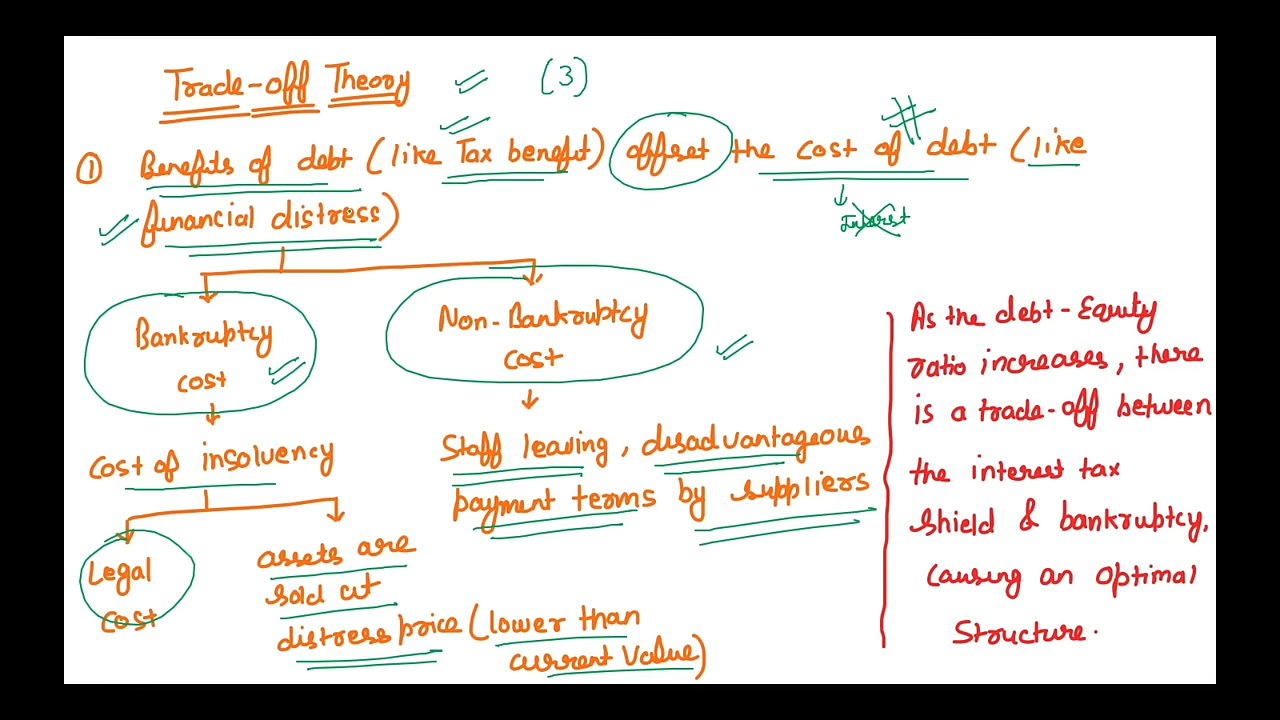 Trade-off Theory (3)
① Benefits of debt (like Tax benefit) offset the cost of debt (like
Interest
financial distress)
Bankruptcy
cost
Non-Bankruptcy
cost
cost of insolvency
Legal
cost
assets are
sold at
distress price (lower than
current value)
Staff leaving, disadvantageous
payment terms by suppliers
As the debt-Equity
ratio increases, there
is a trade-off between
the interest tax
shield & bankruptcy,
causing an optimal
structure.